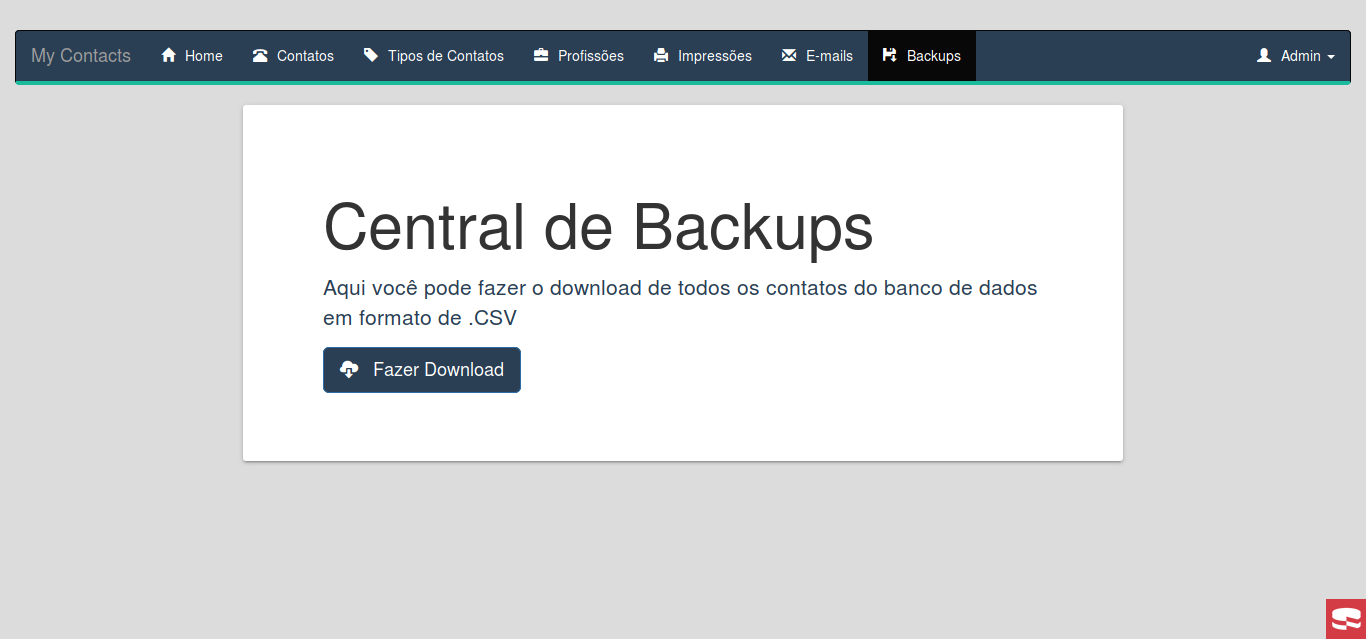 My Contacts Home Contatos Tipos de Contatos Profissões Impressões E-mails Backups Admin
Central de Backups
Aqui você pode fazer o download de todos os contatos do banco de dados
em formato de .CSV
Fazer Download